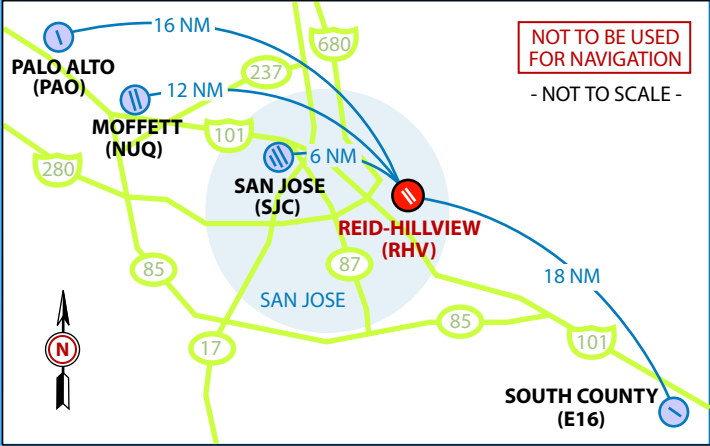 16 NM
680
NOT TO BE USED
FOR NAVIGATION
- NOT TO SCALE -
PALO ALTO
(PAO)
237
12 NM
MOFFETT
(NUQ)
101
6 NM
280
SAN JOSE
(SJC)
REID-HILLVIEW
(RHV)
85
87
18 NM
SAN JOSE
17
85
101
N
SOUTH COUNTY
(E16)